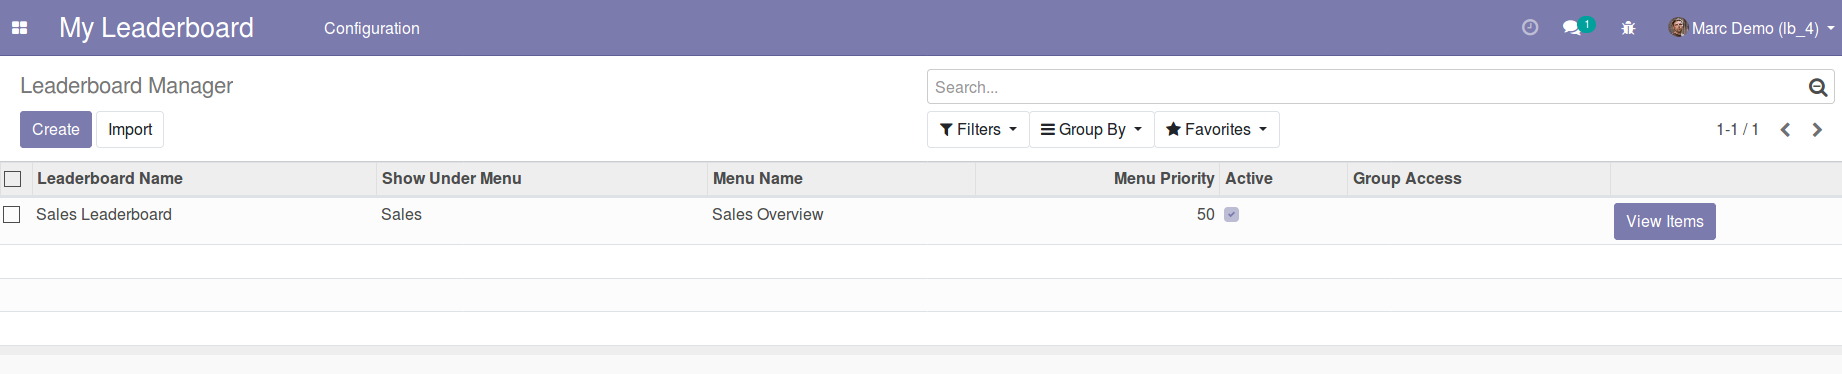 My Leaderboard Configuration 1 Marc Demo (lb_4)
Leaderboard Manager Search...
Create Import Filters Group By Favorites 1-1 / 1
Leaderboard Name Show Under Menu Menu Name Menu Priority Active Group Access
Sales Leaderboard Sales Sales Overview 50 View Items